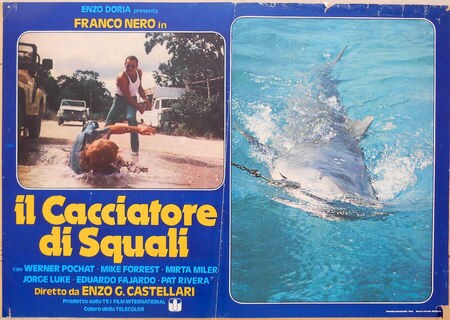 ENZO DORIA presenta
FRANCO NERO in
il Cacciatore
di Squali
con WERNER POCHAT · MIKE FORREST · MIRTA MILER
JORGE LUKE · EDUARDO FAJARDO · PAT RIVERA
Diretto da ENZO G. CASTELLARI
Prodotto dalla T.B.I. FILM INTERNATIONAL
Colore della TELECOLOR